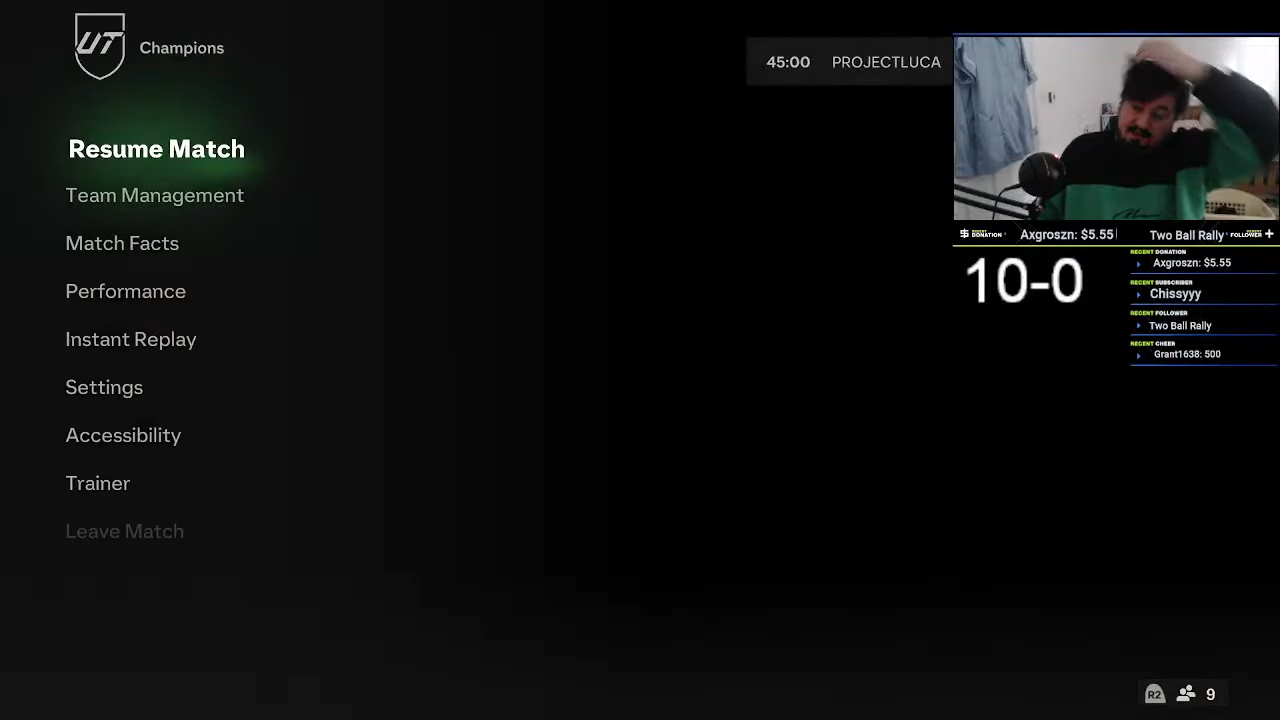 UT Champions
45:00 PROJECTLUCA
Resume Match
Team Management
Match Facts
Performance
Instant Replay
Settings
Accessibility
Trainer
Leave Match
RECENT DONATION Axgroszn: $5.55 Two Ball Rally RECENT FOLLOWER
10-0
RECENT DONATION
Axgroszn: $5.55
RECENT SUBSCRIBER
Chissyyy
RECENT FOLLOWER
Two Ball Rally
RECENT CHEER
Grant1638: 500
R2 9